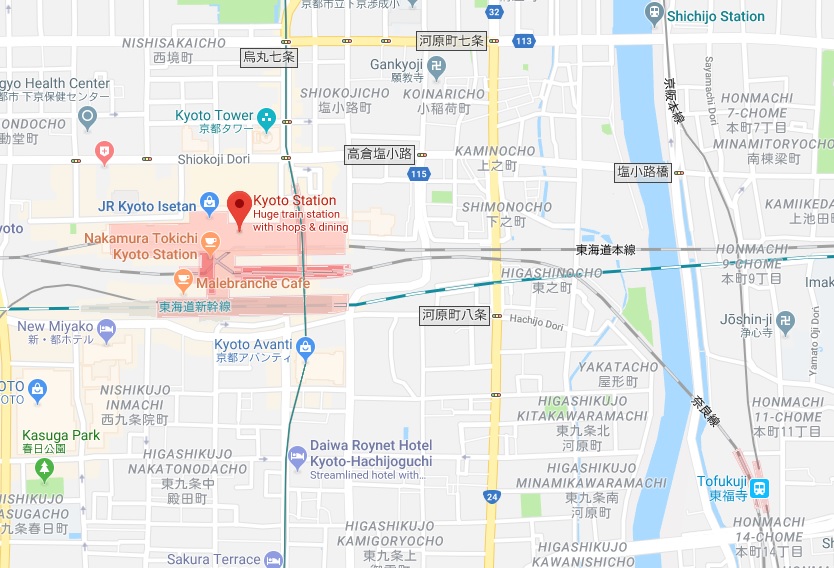 京都市立下京渉成小
32
Shichijo Station
河原町七条
113
NISHISAKAICHO
西境町
烏丸七条
Gankyoji
願教寺
京阪本線
Sayamachi Dori
gyo Health Center
都市 下京保健センター
SHIOKOJICHO
塩小路町
KOINARICHO
小稲荷町
HONMACHI
7-CHOME
本町7丁目
Kyoto Tower
京都タワー
ONDOCHO
動堂町
MINAMITORYOCHO
南棟梁町
Shiokoji Dori
高倉塩小路
KAMINOCHO
上之町
115
塩小路橋
JR Kyoto Isetan
Kyoto Station
Huge train station
with shops & dining
SHIMONOCHO
下之町
KAMIIKEDA
上池田
yoto
Nakamura Tokichi
Kyoto Station
東海道本線
HONMACHI
9-CHOME
本町9丁目
HIGASHINOCHO
東之町
Malebranche Cafe
東海道新幹線
Imak
河原町八条
Hachijo Dori
Jōshin-ji
浄心寺
Yamato Oji Dori
New Miyako
新・都ホテル
Kyoto Avanti
京都アバンティ
YAKATACHO
屋形町
OTO
OTO
NISHIKUJO
INMACHI
西九条院町
HIGASHIKUJO
KITAKAWARAMACHI
東九条北
河原町
奈良線
HONMACHI
11-CHOME
本町11丁目
Kasuga Park
春日公園
Daiwa Roynet Hotel
Kyoto-Hachijoguchi
Streamlined hotel with...
HIGASHIKUJO
NAKATONODACHO
東九条中
殿田町
HIGASHIKUJO
MINAMIKAWARAMACHI
東九条南
河原町
Tofukuji
東福寺
24
NISHIKUJO
ASUGACHO
九条春日町
HIGASHIKUJO
KAMIGORYOCHO
東九条上
御霊町
HONMACHI
14-CHOME
本町14丁目
Sh
HIGASHIKUJO
KAWANISHICHO
Sakura Terrace